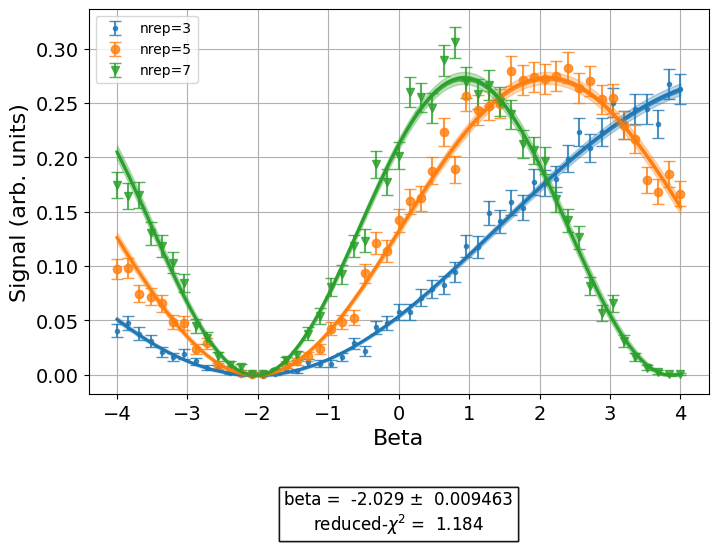 nrep=3
nrep=5
nrep=7
Signal (arb. units)
0.30
0.25
0.20
0.15
0.10
0.05
0.00
−4 −3 −2 −1 0 1 2 3 4
Beta
beta = -2.029 ± 0.009463
reduced-χ² = 1.184